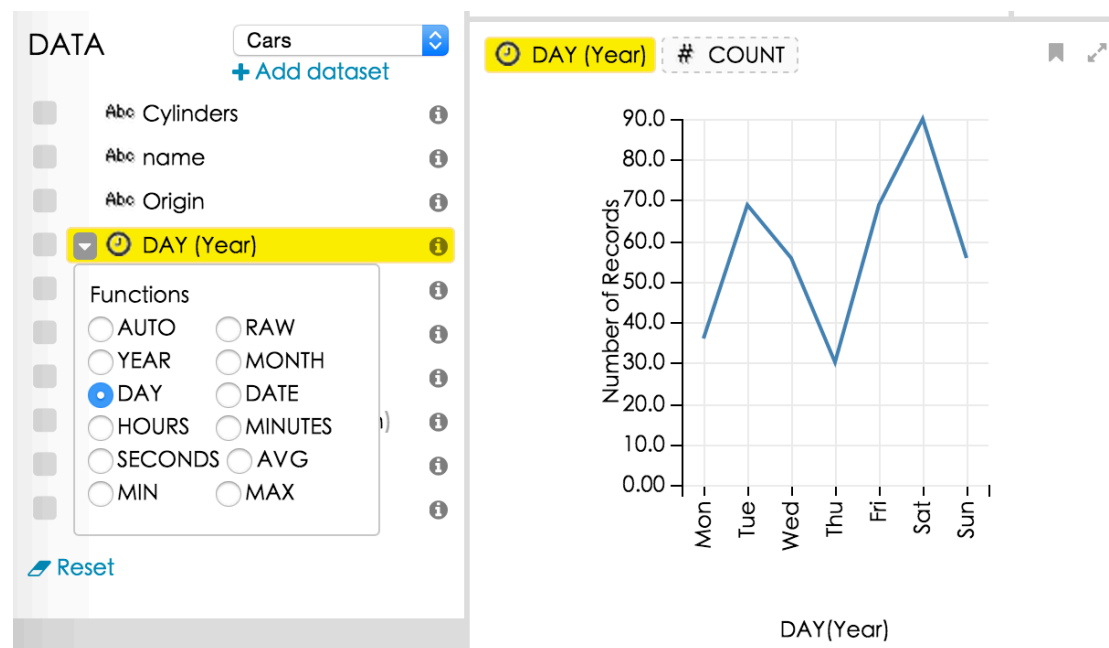 DATA
Cars
+ Add dataset
Abc Cylinders
Abc name
Abc Origin
DAY (Year)
Functions
AUTO RAW
YEAR MONTH
DAY DATE
HOURS MINUTES
SECONDS AVG
MIN MAX
Reset
DAY (Year) # COUNT
90.0
80.0
70.0
60.0
50.0
40.0
30.0
20.0
10.0
0.00
Number of Records
Mon Tue Wed Thu Fri Sat Sun
DAY(Year)